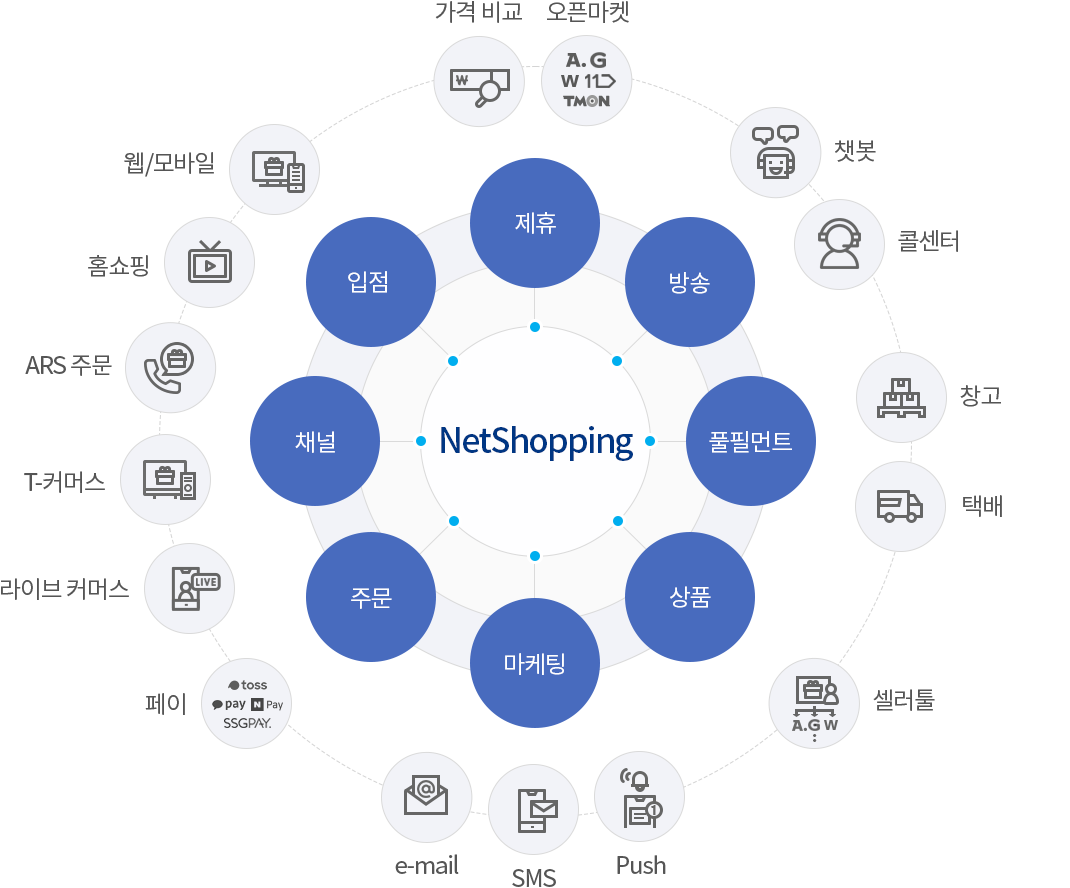 가격 비교
오픈마켓
₩
A. G
W 11
TMON
웹/모바일
챗봇
제휴
콜센터
홈쇼핑
입점
방송
ARS 주문
창고
채널
NetShopping
풀필먼트
T-커머스
택배
라이브 커머스
LIVE
주문
상품
마케팅
페이
toss
pay N Pay
SSGPAY.
셀러툴
A.G W
@
1
e-mail
SMS
Push